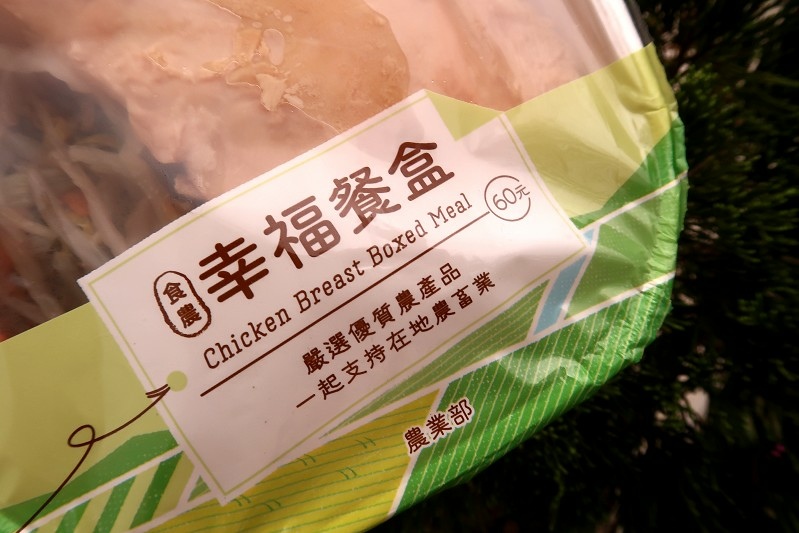 食農
幸福餐盒
Chicken Breast Boxed Meal
60元
嚴選優質農產品
一起支持在地農畜業
農業部